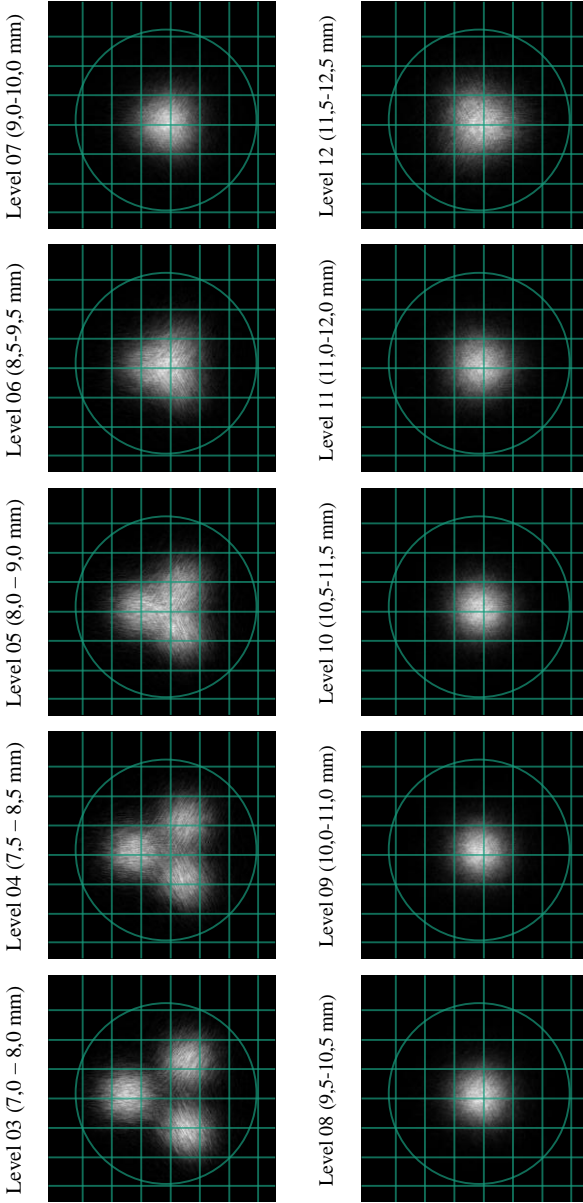 Level 03 (7,0 – 8,0 mm)
Level 04 (7,5 – 8,5 mm)
Level 05 (8,0 – 9,0 mm)
Level 06 (8,5-9,5 mm)
Level 07 (9,0-10,0 mm)
Level 08 (9,5-10,5 mm)
Level 09 (10,0-11,0 mm)
Level 10 (10,5-11,5 mm)
Level 11 (11,0-12,0 mm)
Level 12 (11,5-12,5 mm)